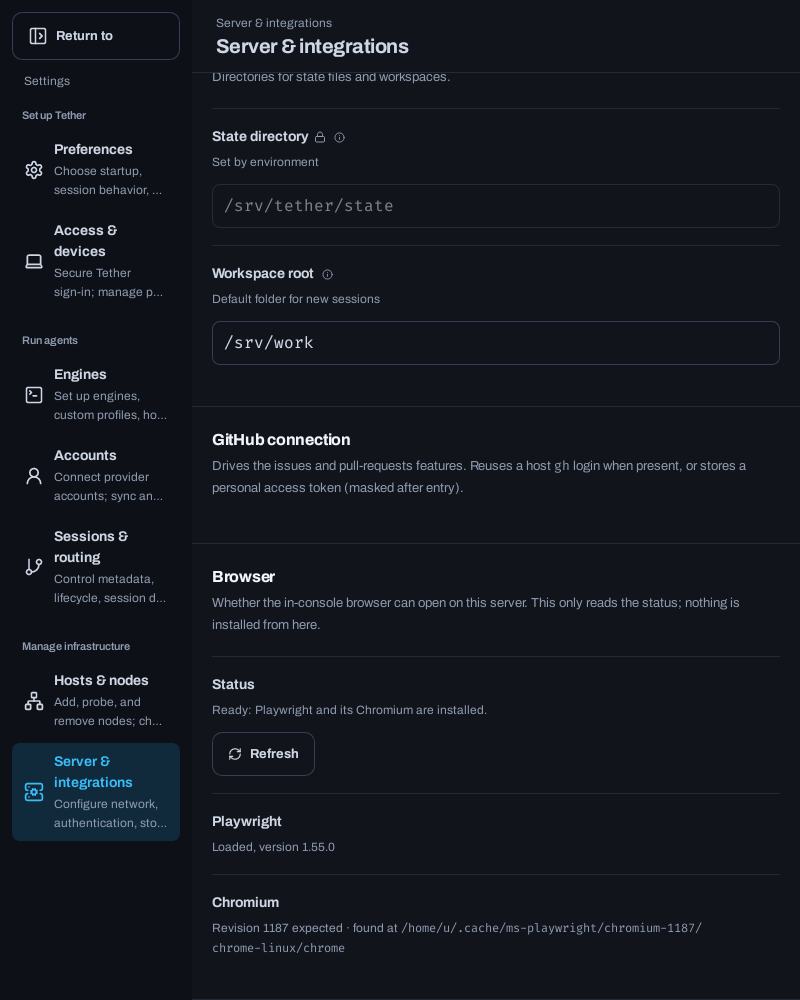 Return to
Settings
Set up Tether
Preferences
Choose startup,
session behavior, ...
Access &
devices
Secure Tether
sign-in; manage p...
Run agents
Engines
Set up engines,
custom profiles, ho...
Accounts
Connect provider
accounts; sync an...
Sessions &
routing
Control metadata,
lifecycle, session d...
Manage infrastructure
Hosts & nodes
Add, probe, and
remove nodes; ch...
Server &
integrations
Configure network,
authentication, sto...
Server & integrations
Server & integrations
Directories for state files and workspaces.
State directory
Set by environment
/srv/tether/state
Workspace root
Default folder for new sessions
/srv/work
GitHub connection
Drives the issues and pull-requests features. Reuses a host gh login when present, or stores a
personal access token (masked after entry).
Browser
Whether the in-console browser can open on this server. This only reads the status; nothing is
installed from here.
Status
Ready: Playwright and its Chromium are installed.
Refresh
Playwright
Loaded, version 1.55.0
Chromium
Revision 1187 expected · found at /home/u/.cache/ms-playwright/chromium-1187/
chrome-linux/chrome